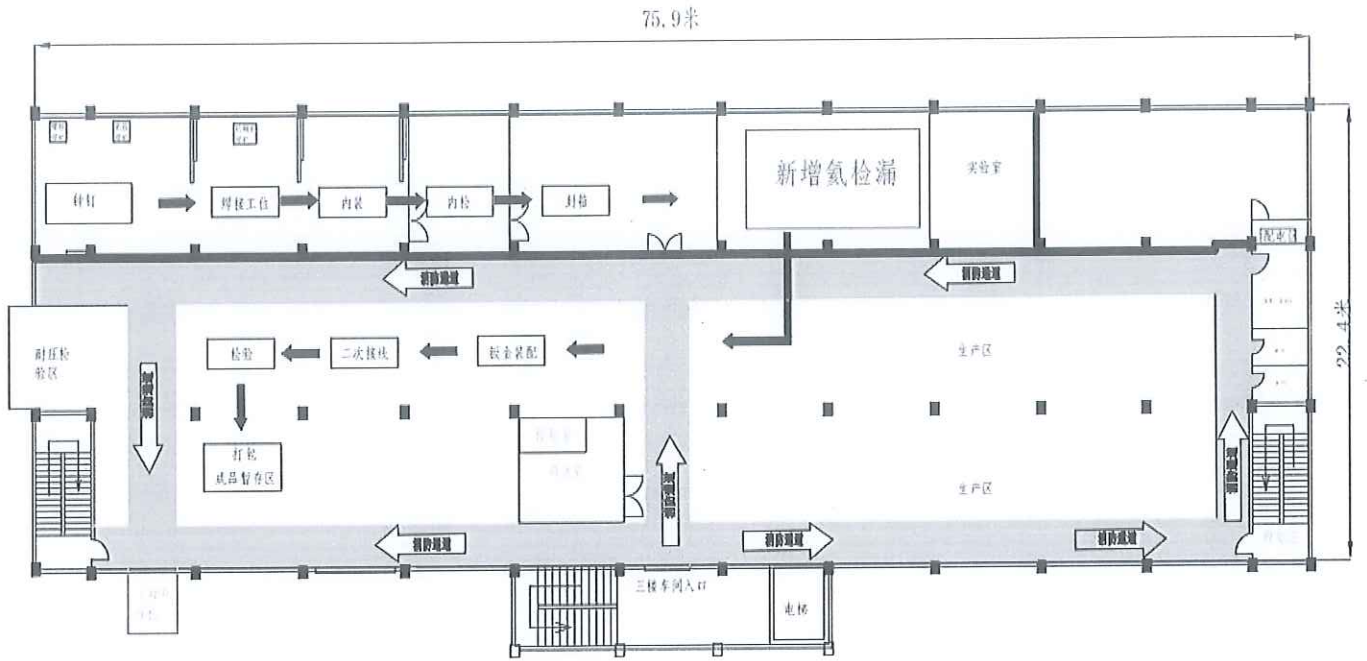 75.9米
新增氦检漏
实验室
铆钉
焊接工位
内装
内检
封箱
配电室
消防通道
消防通道
22.4米
耐压检
验区
检验
二次接线
钣金装配
生产区
消防通道
打包
成品暂存区
消防通道
消防通道
生产区
消防通道
消防通道
消防通道
三楼车间入口
电梯